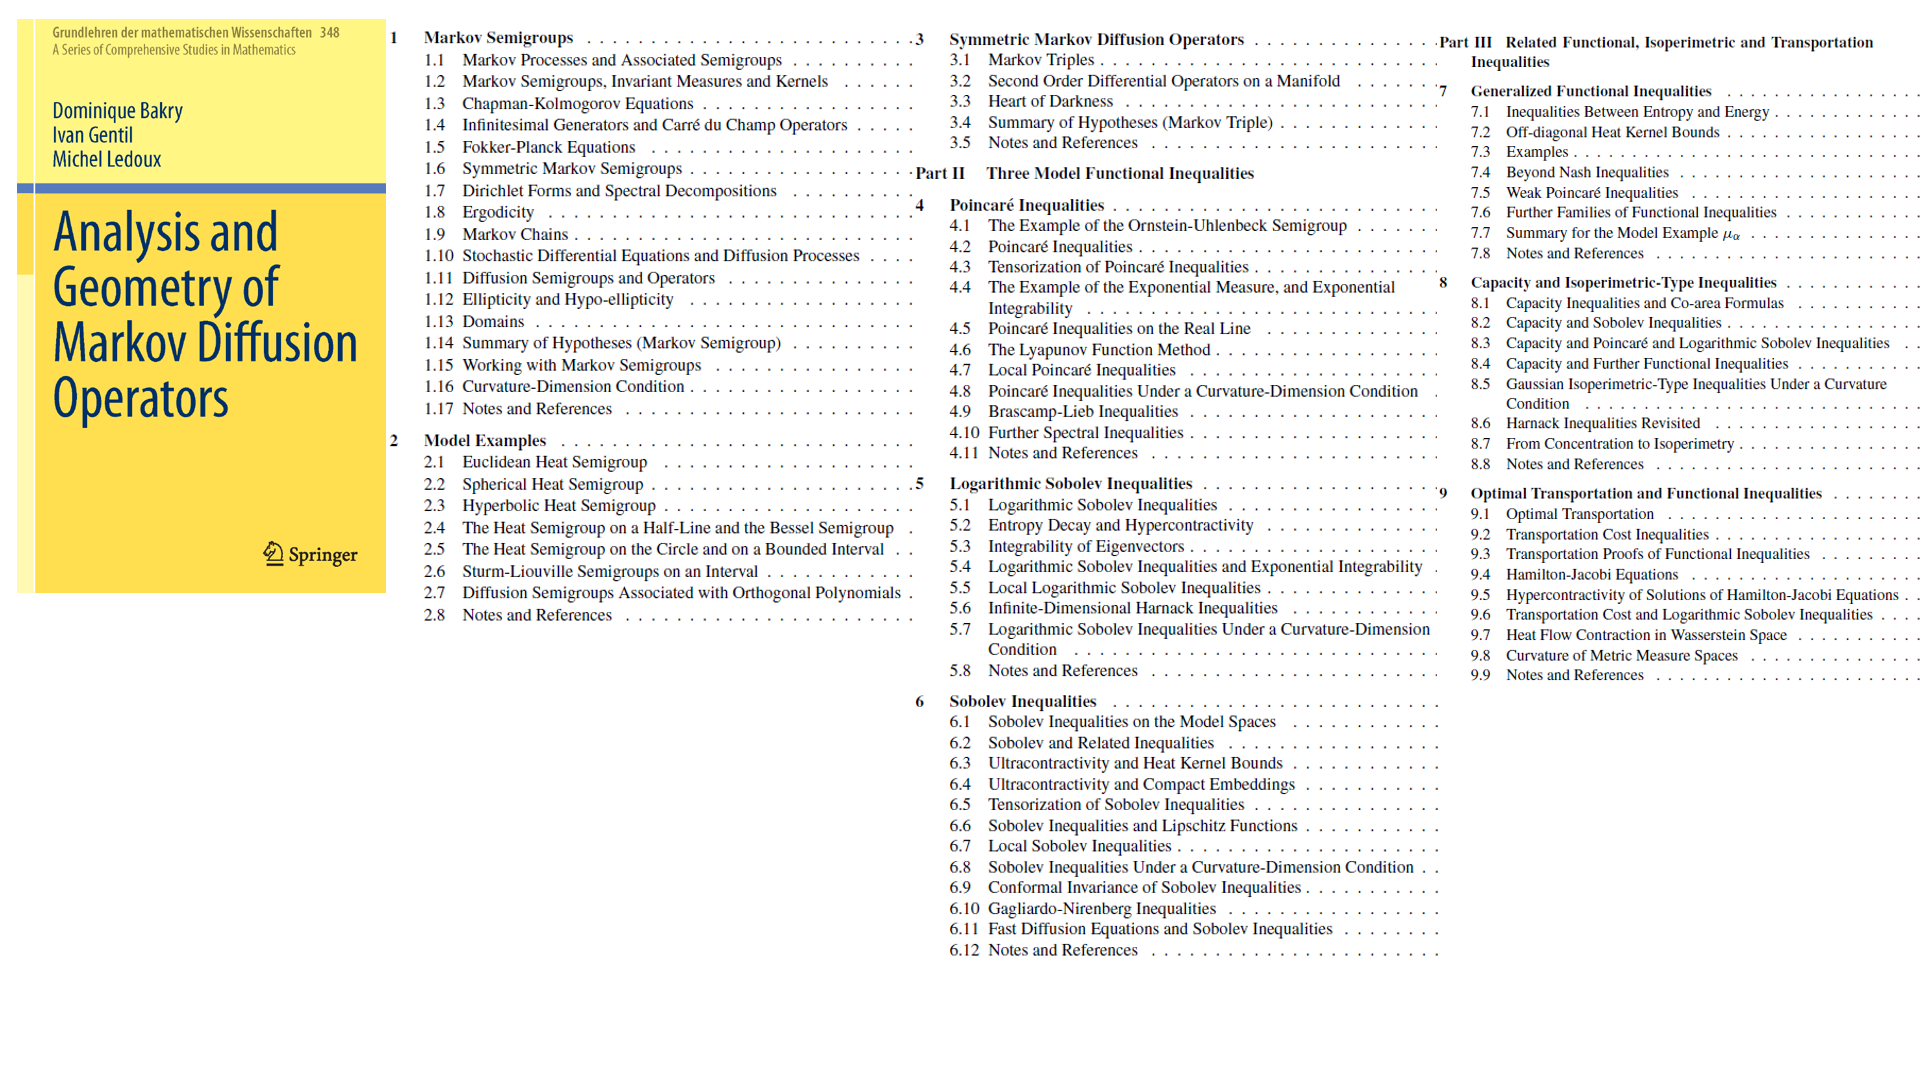 Grundlehren der mathematischen Wissenschaften 348
A Series of Comprehensive Studies in Mathematics
Dominique Bakry
Ivan Gentil
Michel Ledoux
Analysis and
Geometry of
Markov Diffusion
Operators
Springer
1 Markov Semigroups
1.1 Markov Processes and Associated Semigroups
1.2 Markov Semigroups, Invariant Measures and Kernels
1.3 Chapman-Kolmogorov Equations
1.4 Infinitesimal Generators and Carré du Champ Operators
1.5 Fokker-Planck Equations
1.6 Symmetric Markov Semigroups
1.7 Dirichlet Forms and Spectral Decompositions
1.8 Ergodicity
1.9 Markov Chains
1.10 Stochastic Differential Equations and Diffusion Processes
1.11 Diffusion Semigroups and Operators
1.12 Ellipticity and Hypo-ellipticity
1.13 Domains
1.14 Summary of Hypotheses (Markov Semigroup)
1.15 Working with Markov Semigroups
1.16 Curvature-Dimension Condition
1.17 Notes and References
2 Model Examples
2.1 Euclidean Heat Semigroup
2.2 Spherical Heat Semigroup
2.3 Hyperbolic Heat Semigroup
2.4 The Heat Semigroup on a Half-Line and the Bessel Semigroup
2.5 The Heat Semigroup on the Circle and on a Bounded Interval
2.6 Sturm-Liouville Semigroups on an Interval
2.7 Diffusion Semigroups Associated with Orthogonal Polynomials
2.8 Notes and References
3 Symmetric Markov Diffusion Operators
3.1 Markov Triples
3.2 Second Order Differential Operators on a Manifold
3.3 Heart of Darkness
3.4 Summary of Hypotheses (Markov Triple)
3.5 Notes and References
Part II Three Model Functional Inequalities
4 Poincaré Inequalities
4.1 The Example of the Ornstein-Uhlenbeck Semigroup
4.2 Poincaré Inequalities
4.3 Tensorization of Poincaré Inequalities
4.4 The Example of the Exponential Measure, and Exponential
Integrability
4.5 Poincaré Inequalities on the Real Line
4.6 The Lyapunov Function Method
4.7 Local Poincaré Inequalities
4.8 Poincaré Inequalities Under a Curvature-Dimension Condition
4.9 Brascamp-Lieb Inequalities
4.10 Further Spectral Inequalities
4.11 Notes and References
5 Logarithmic Sobolev Inequalities
5.1 Logarithmic Sobolev Inequalities
5.2 Entropy Decay and Hypercontractivity
5.3 Integrability of Eigenvectors
5.4 Logarithmic Sobolev Inequalities and Exponential Integrability
5.5 Local Logarithmic Sobolev Inequalities
5.6 Infinite-Dimensional Harnack Inequalities
5.7 Logarithmic Sobolev Inequalities Under a Curvature-Dimension
Condition
5.8 Notes and References
6 Sobolev Inequalities
6.1 Sobolev Inequalities on the Model Spaces
6.2 Sobolev and Related Inequalities
6.3 Ultracontractivity and Heat Kernel Bounds
6.4 Ultracontractivity and Compact Embeddings
6.5 Tensorization of Sobolev Inequalities
6.6 Sobolev Inequalities and Lipschitz Functions
6.7 Local Sobolev Inequalities
6.8 Sobolev Inequalities Under a Curvature-Dimension Condition
6.9 Conformal Invariance of Sobolev Inequalities
6.10 Gagliardo-Nirenberg Inequalities
6.11 Fast Diffusion Equations and Sobolev Inequalities
6.12 Notes and References
Part III Related Functional, Isoperimetric and Transportation
Inequalities
7 Generalized Functional Inequalities
7.1 Inequalities Between Entropy and Energy
7.2 Off-diagonal Heat Kernel Bounds
7.3 Examples
7.4 Beyond Nash Inequalities
7.5 Weak Poincaré Inequalities
7.6 Further Families of Functional Inequalities
7.7 Summary for the Model Example μα
7.8 Notes and References
8 Capacity and Isoperimetric-Type Inequalities
8.1 Capacity Inequalities and Co-area Formulas
8.2 Capacity and Sobolev Inequalities
8.3 Capacity and Poincaré and Logarithmic Sobolev Inequalities
8.4 Capacity and Further Functional Inequalities
8.5 Gaussian Isoperimetric-Type Inequalities Under a Curvature
Condition
8.6 Harnack Inequalities Revisited
8.7 From Concentration to Isoperimetry
8.8 Notes and References
9 Optimal Transportation and Functional Inequalities
9.1 Optimal Transportation
9.2 Transportation Cost Inequalities
9.3 Transportation Proofs of Functional Inequalities
9.4 Hamilton-Jacobi Equations
9.5 Hypercontractivity of Solutions of Hamilton-Jacobi Equations
9.6 Transportation Cost and Logarithmic Sobolev Inequalities
9.7 Heat Flow Contraction in Wasserstein Space
9.8 Curvature of Metric Measure Spaces
9.9 Notes and References